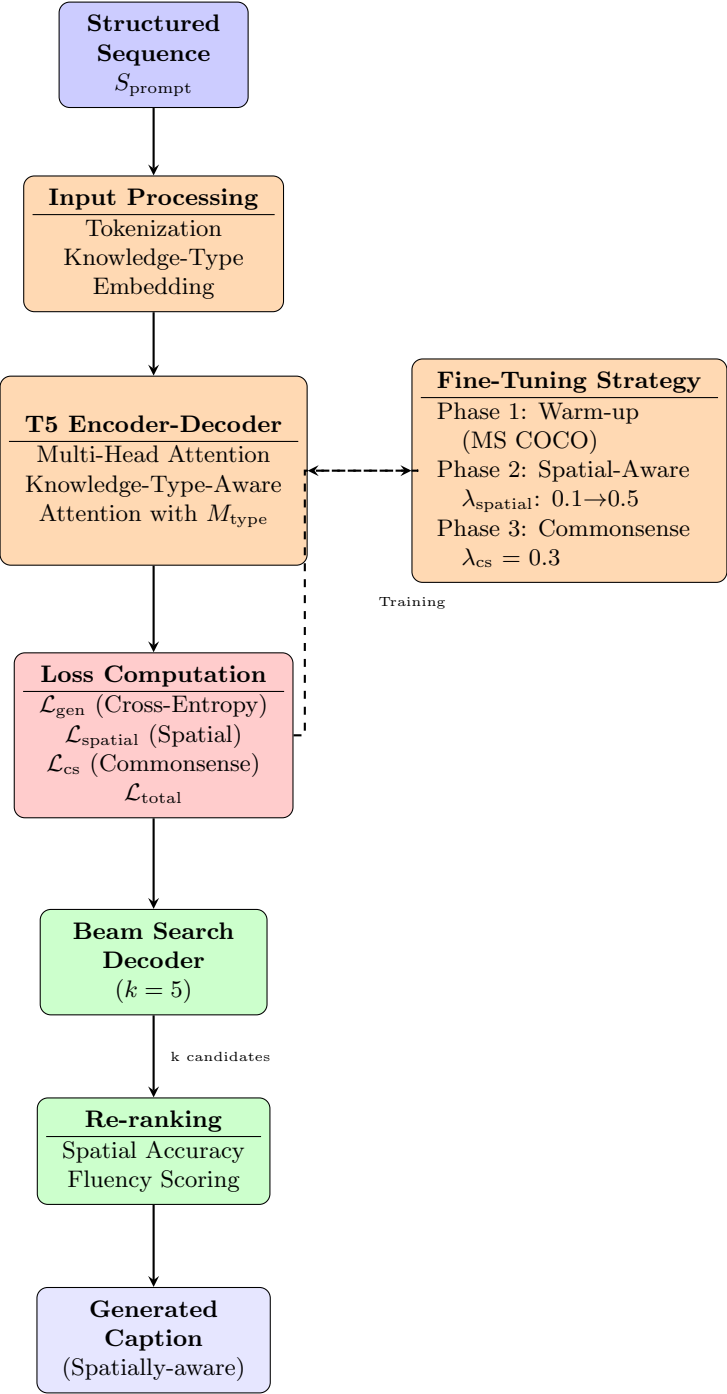 Structured
Sequence
S_prompt
Input Processing
Tokenization
Knowledge-Type
Embedding
T5 Encoder-Decoder
Multi-Head Attention
Knowledge-Type-Aware
Attention with M_type
Fine-Tuning Strategy
Phase 1: Warm-up
(MS COCO)
Phase 2: Spatial-Aware
λ_spatial: 0.1→0.5
Phase 3: Commonsense
λ_cs = 0.3
Training
Loss Computation
ℒ_gen (Cross-Entropy)
ℒ_spatial (Spatial)
ℒ_cs (Commonsense)
ℒ_total
Beam Search
Decoder
(k = 5)
k candidates
Re-ranking
Spatial Accuracy
Fluency Scoring
Generated
Caption
(Spatially-aware)